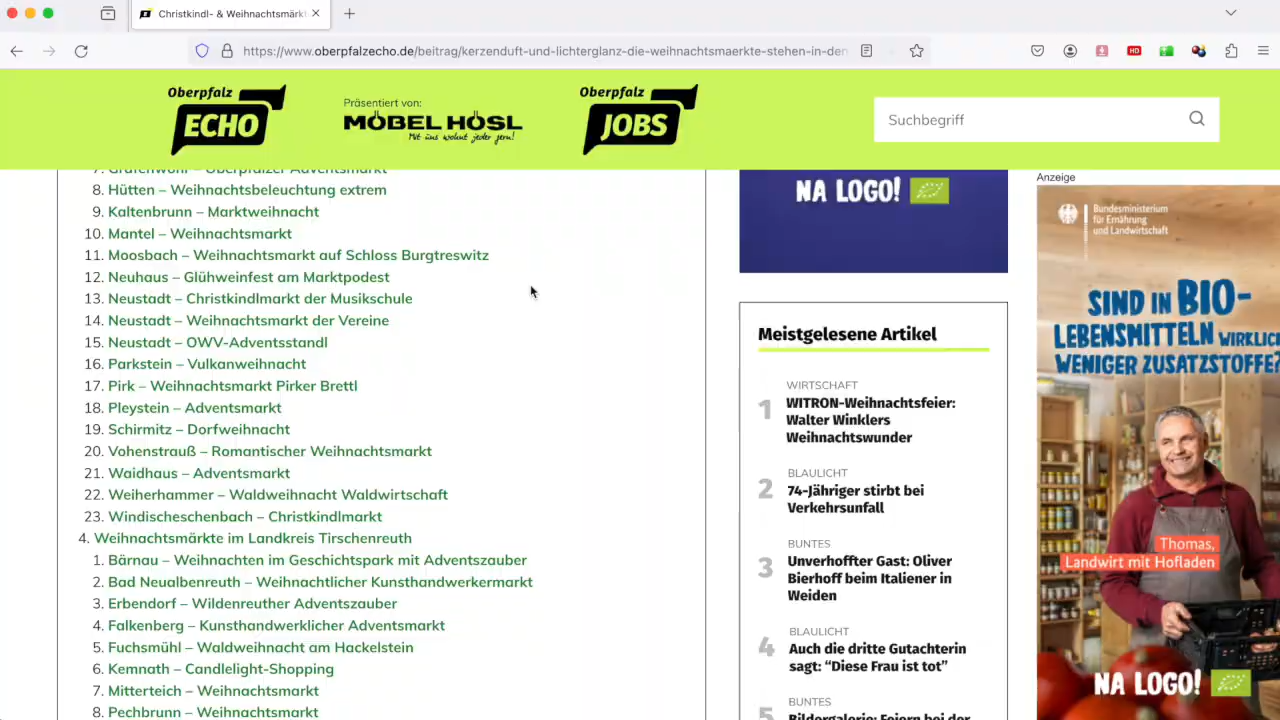 Christkindl- & Weihnachtsmärkt
https://www.oberpfalzecho.de/beitrag/kerzenduft-und-lichterglanz-die-weihnachtsmaerkte-stehen-in-den
HD
Oberpfalz
ECHO
Präsentiert von:
MÖBEL HÖSL
Mit uns wohnt jeder gern!
Oberpfalz
JOBS
Suchbegriff
7. Grafenwöhr – Oberpfälzer Adventsmarkt
8. Hütten – Weihnachtsbeleuchtung extrem
9. Kaltenbrunn – Marktweihnacht
10. Mantel – Weihnachtsmarkt
11. Moosbach – Weihnachtsmarkt auf Schloss Burgtreswitz
12. Neuhaus – Glühweinfest am Marktpodest
13. Neustadt – Christkindlmarkt der Musikschule
14. Neustadt – Weihnachtsmarkt der Vereine
15. Neustadt – OWV-Adventsstandl
16. Parkstein – Vulkanweihnacht
17. Pirk – Weihnachtsmarkt Pirker Brettl
18. Pleystein – Adventsmarkt
19. Schirmitz – Dorfweihnacht
20. Vohenstrauß – Romantischer Weihnachtsmarkt
21. Waidhaus – Adventsmarkt
22. Weiherhammer – Waldweihnacht Waldwirtschaft
23. Windischeschenbach – Christkindlmarkt
4. Weihnachtsmärkte im Landkreis Tirschenreuth
1. Bärnau – Weihnachten im Geschichtspark mit Adventszauber
2. Bad Neualbenreuth – Weihnachtlicher Kunsthandwerkermarkt
3. Erbendorf – Wildenreuther Adventszauber
4. Falkenberg – Kunsthandwerklicher Adventsmarkt
5. Fuchsmühl – Waldweihnacht am Hackelstein
6. Kemnath – Candlelight-Shopping
7. Mitterteich – Weihnachtsmarkt
8. Pechbrunn – Weihnachtsmarkt
NA LOGO!
Meistgelesene Artikel
1
WIRTSCHAFT
WITRON-Weihnachtsfeier:
Walter Winklers
Weihnachtswunder
2
BLAULICHT
74-Jähriger stirbt bei
Verkehrsunfall
3
BUNTES
Unverhoffter Gast: Oliver
Bierhoff beim Italiener in
Weiden
4
BLAULICHT
Auch die dritte Gutachterin
sagt: “Diese Frau ist tot”
5
BUNTES
Bildergalerie: Feiern bei der
Anzeige
Bundesministerium
für Ernährung
und Landwirtschaft
SIND IN BIO-
LEBENSMITTELN WIRKLIC
WENIGER ZUSATZSTOFFE?
Thomas,
Landwirt mit Hofladen
NA LOGO!